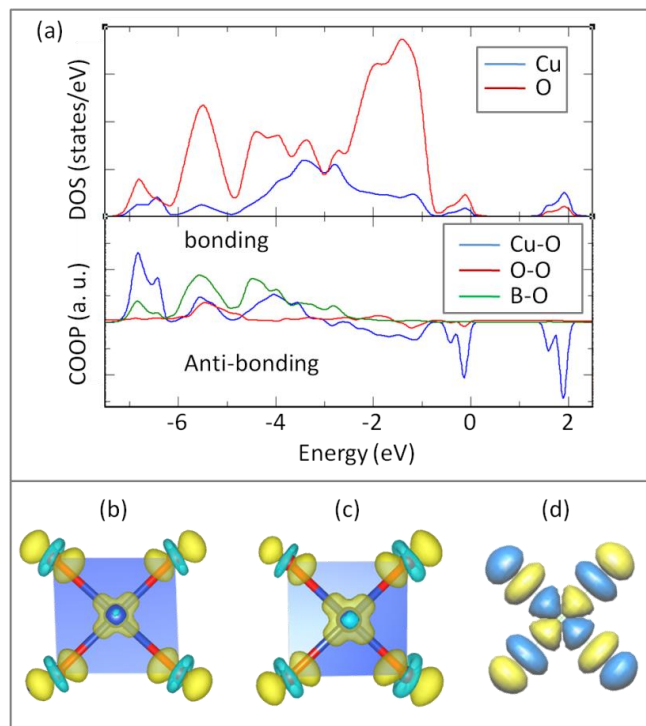 (a)
DOS (states/eV)
Cu
O
bonding
Cu-O
O-O
B-O
COOP (a. u.)
Anti-bonding
-6 -4 -2 0 2
Energy (eV)
(b) (c) (d)